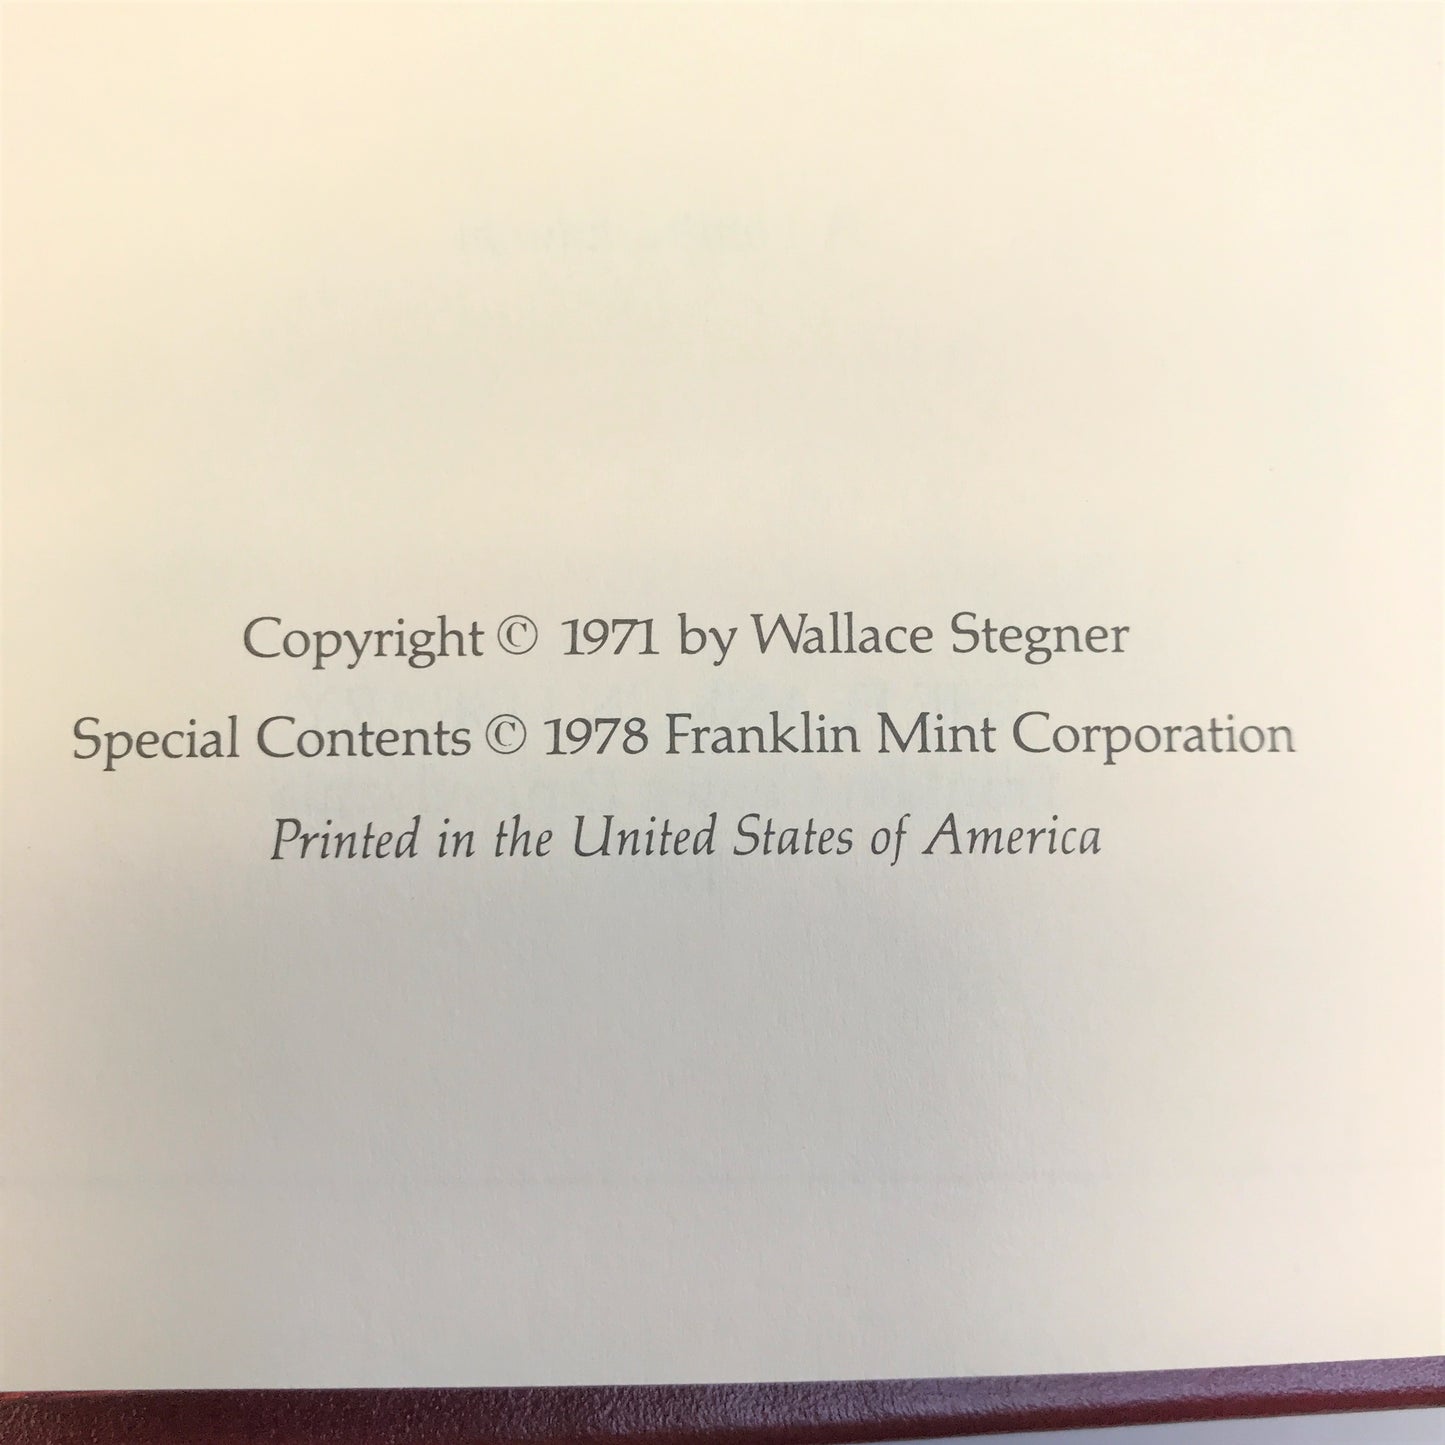 Copyright © 1971 by Wallace Stegner
Special Contents © 1978 Franklin Mint Corporation
Printed in the United States of America